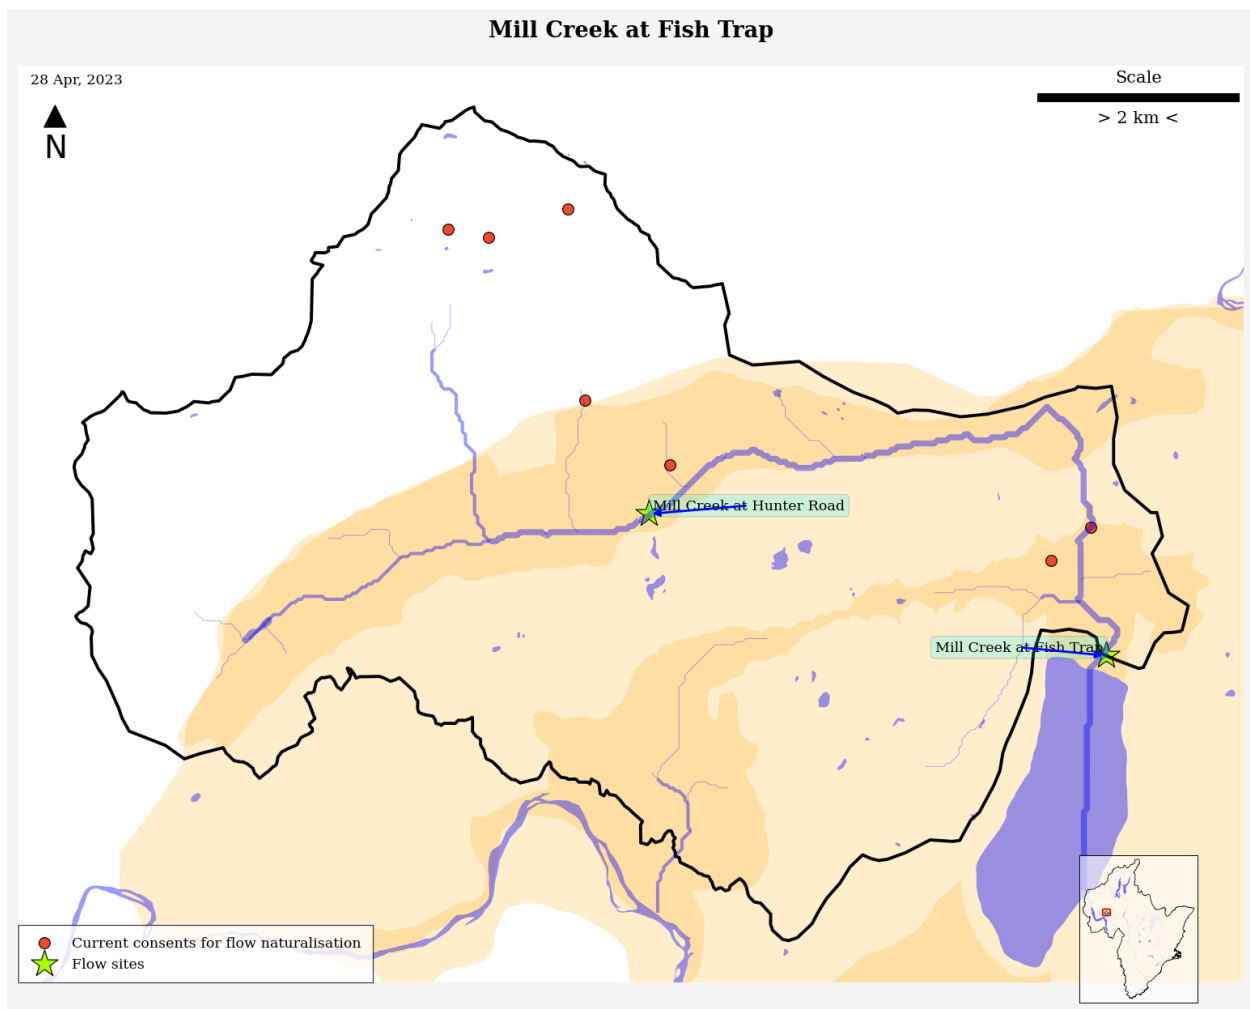 Mill Creek at Fish Trap
28 Apr, 2023
Scale
> 2 km <
N
Mill Creek at Hunter Road
Mill Creek at Fish Trap
Current consents for flow naturalisation
Flow sites